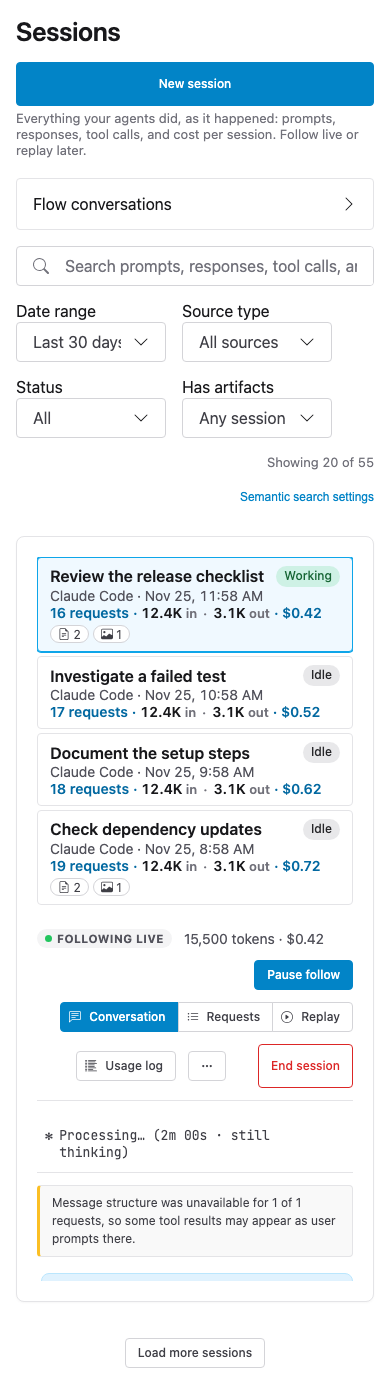 Sessions
New session
Everything your agents did, as it happened: prompts,
responses, tool calls, and cost per session. Follow live or
replay later.
Flow conversations
Search prompts, responses, tool calls, ar
Date range
Source type
Last 30 days
All sources
Status
Has artifacts
All
Any session
Showing 20 of 55
Semantic search settings
Review the release checklist
Working
Claude Code · Nov 25, 11:58 AM
16 requests · 12.4K in · 3.1K out · $0.42
2
1
Investigate a failed test
Idle
Claude Code · Nov 25, 10:58 AM
17 requests · 12.4K in · 3.1K out · $0.52
Document the setup steps
Idle
Claude Code · Nov 25, 9:58 AM
18 requests · 12.4K in · 3.1K out · $0.62
Check dependency updates
Idle
Claude Code · Nov 25, 8:58 AM
19 requests · 12.4K in · 3.1K out · $0.72
2
1
FOLLOWING LIVE
15,500 tokens · $0.42
Pause follow
Conversation
Requests
Replay
Usage log
...
End session
✻ Processing… (2m 00s · still
thinking)
Message structure was unavailable for 1 of 1
requests, so some tool results may appear as user
prompts there.
Load more sessions